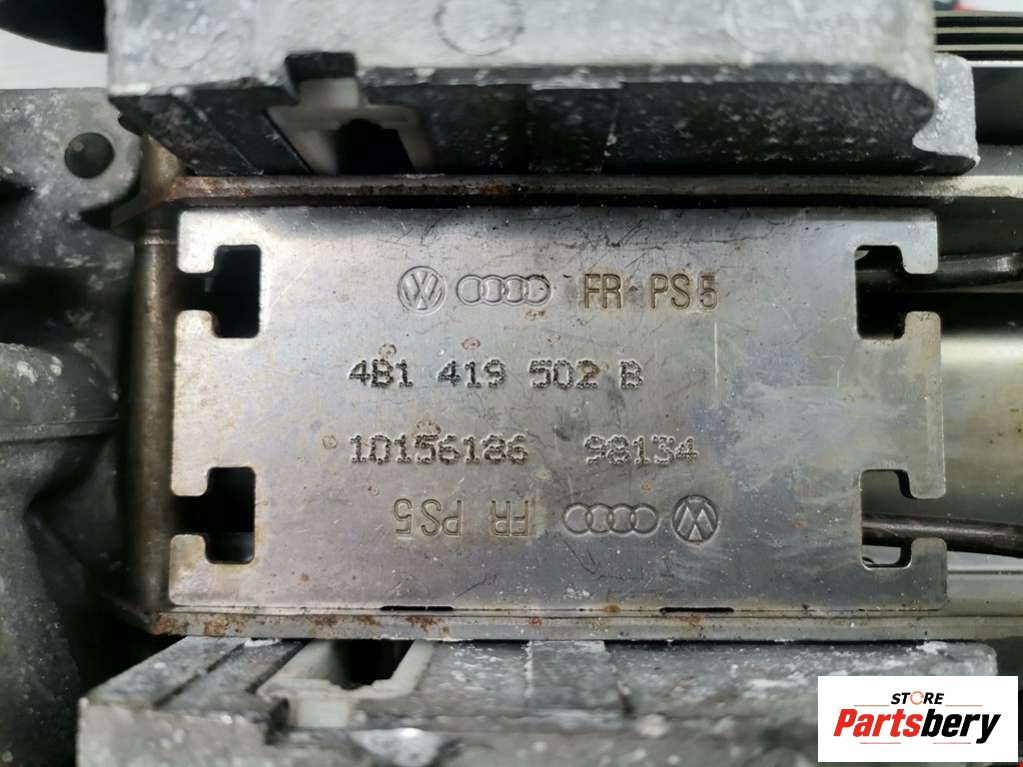 FR PS5
4B1 419 502 B
10156186 98134
FR PS5
STORE
Partsbery